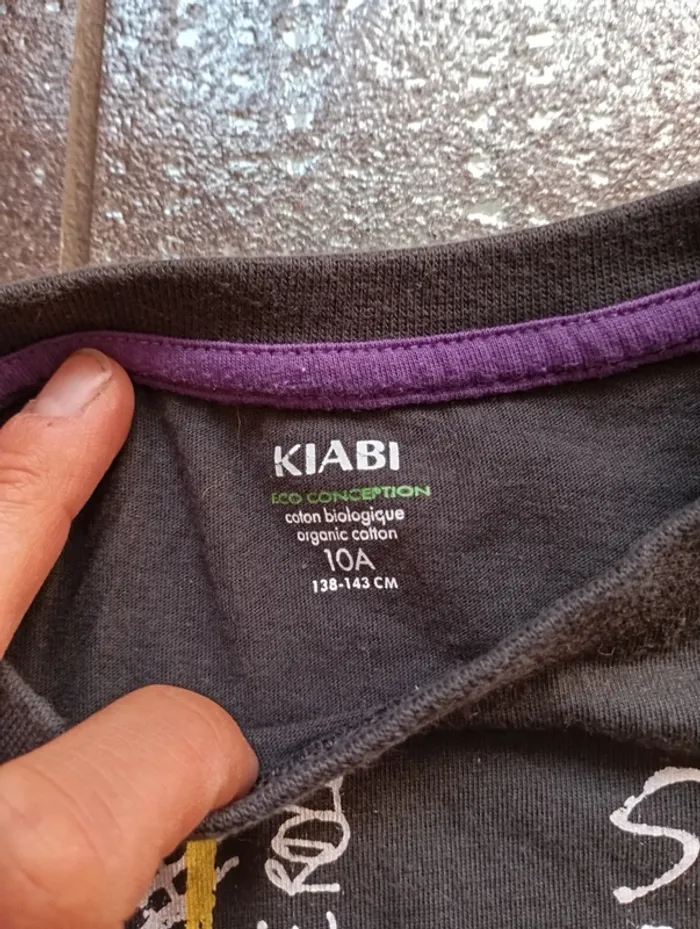 KIABI
ECO CONCEPTION
coton biologique
organic cotton
10A
138-143 CM